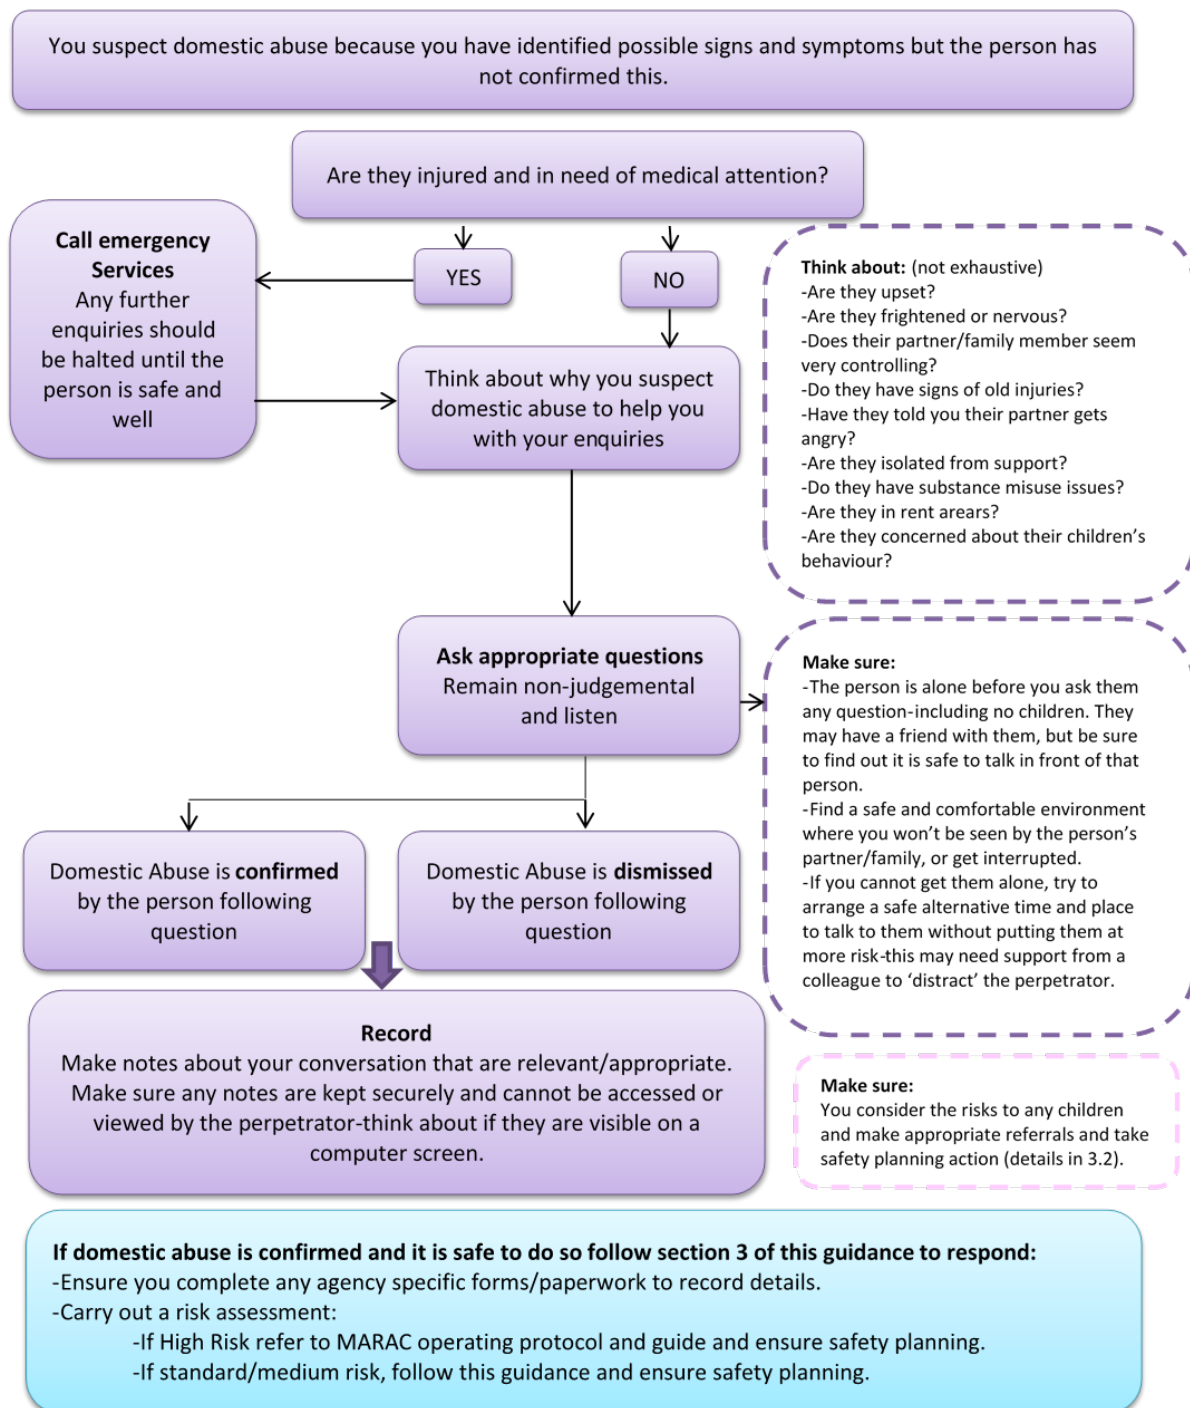 You suspect domestic abuse because you have identified possible signs and symptoms but the person has
not confirmed this.
Are they injured and in need of medical attention?
YES
NO
Call emergency
Services
Any further
enquiries should
be halted until the
person is safe and
well
Think about why you suspect
domestic abuse to help you
with your enquiries
Think about: (not exhaustive)
-Are they upset?
-Are they frightened or nervous?
-Does their partner/family member seem
very controlling?
-Do they have signs of old injuries?
-Have they told you their partner gets
angry?
-Are they isolated from support?
-Do they have substance misuse issues?
-Are they in rent arears?
-Are they concerned about their children's
behaviour?
Ask appropriate questions
Remain non-judgemental
and listen
Make sure:
-The person is alone before you ask them
any question-including no children. They
may have a friend with them, but be sure
to find out it is safe to talk in front of that
person.
-Find a safe and comfortable environment
where you won't be seen by the person's
partner/family, or get interrupted.
-If you cannot get them alone, try to
arrange a safe alternative time and place
to talk to them without putting them at
more risk-this may need support from a
colleague to 'distract' the perpetrator.
Domestic Abuse is confirmed
by the person following
question
Domestic Abuse is dismissed
by the person following
question
Record
Make notes about your conversation that are relevant/appropriate.
Make sure any notes are kept securely and cannot be accessed or
viewed by the perpetrator-think about if they are visible on a
computer screen.
Make sure:
You consider the risks to any children
and make appropriate referrals and take
safety planning action (details in 3.2).
If domestic abuse is confirmed and it is safe to do so follow section 3 of this guidance to respond:
-Ensure you complete any agency specific forms/paperwork to record details.
-Carry out a risk assessment:
-If High Risk refer to MARAC operating protocol and guide and ensure safety planning.
-If standard/medium risk, follow this guidance and ensure safety planning.